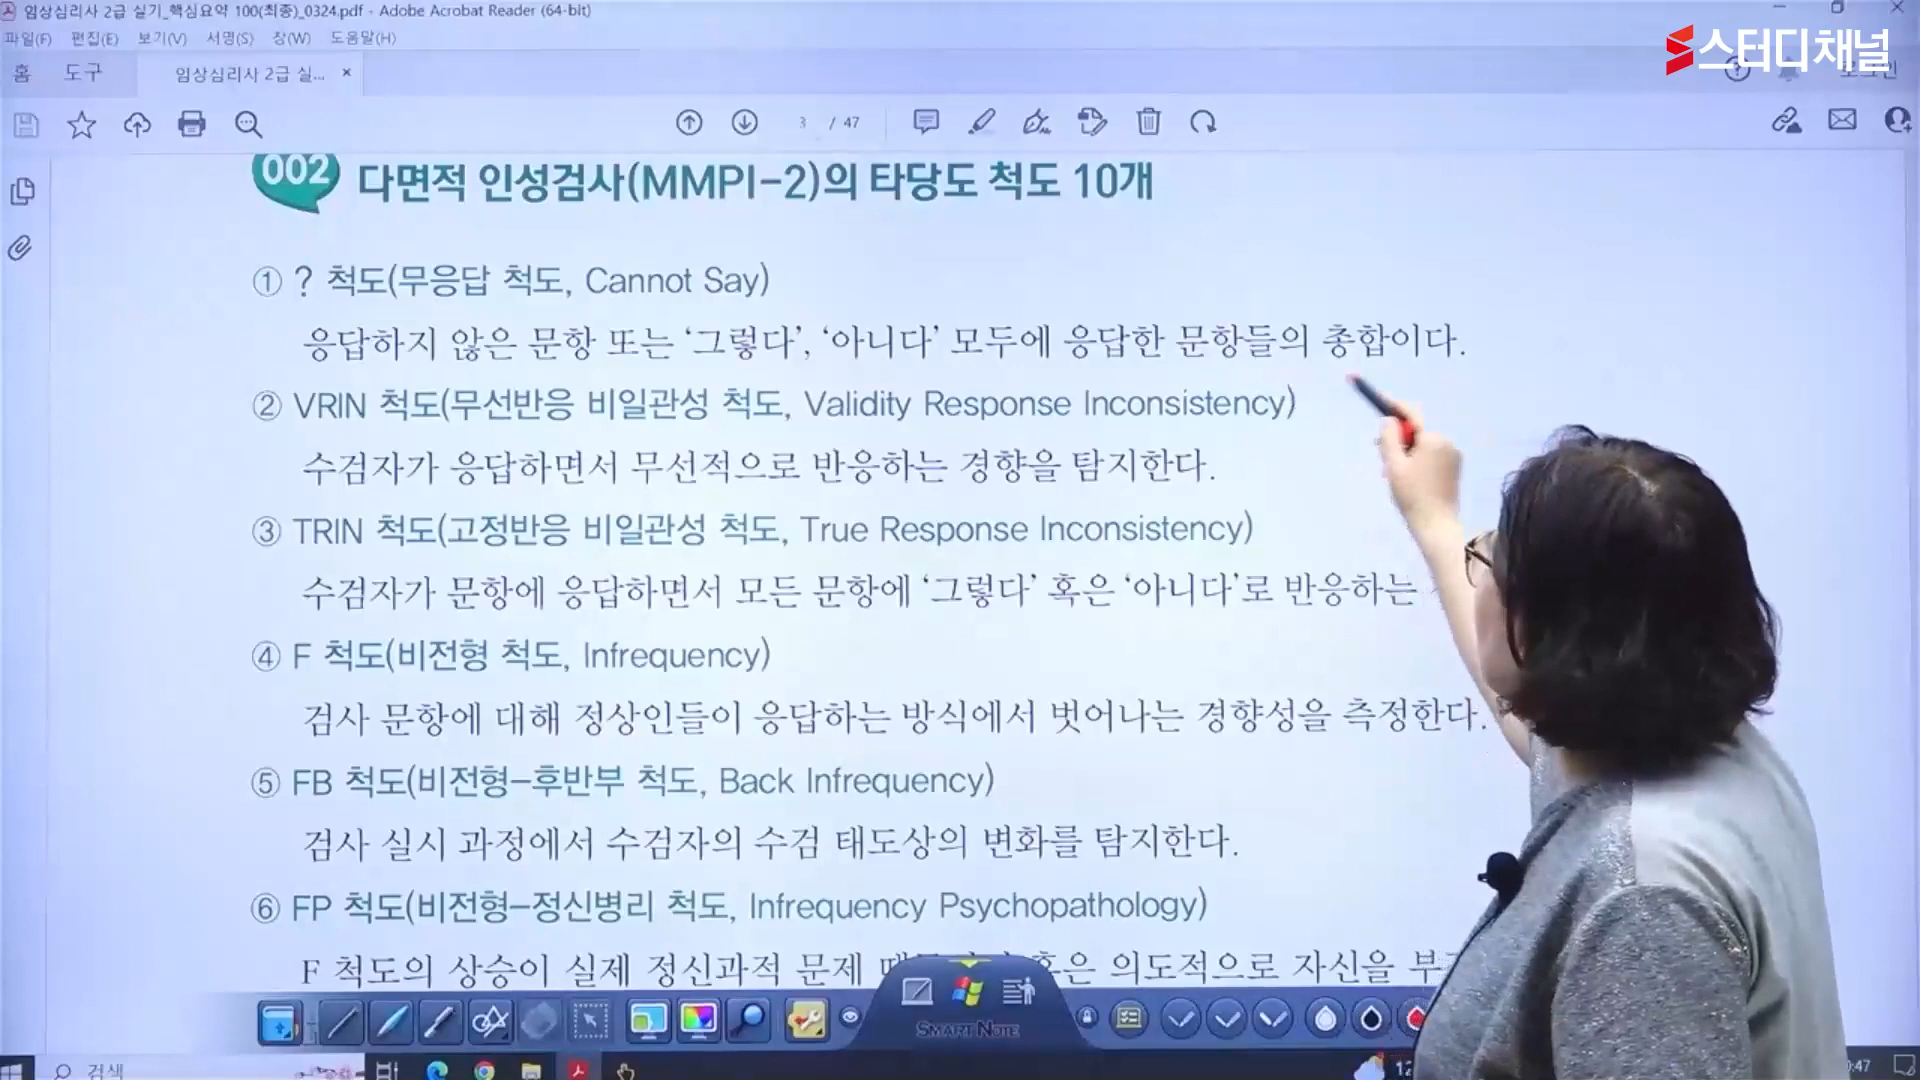 임상심리사 2급 실기_핵심요약 100(최종)_0324.pdf - Adobe Acrobat Reader (64-bit)
파일(F) 편집(E) 보기(V) 서명(S) 창(W) 도움말(H)
스터디채널
홈 도구 임상심리사 2급 실... × 로그인
3 / 47
002 다면적 인성검사(MMPI-2)의 타당도 척도 10개
① ? 척도(무응답 척도, Cannot Say)
응답하지 않은 문항 또는 ‘그렇다’, ‘아니다’ 모두에 응답한 문항들의 총합이다.
② VRIN 척도(무선반응 비일관성 척도, Validity Response Inconsistency)
수검자가 응답하면서 무선적으로 반응하는 경향을 탐지한다.
③ TRIN 척도(고정반응 비일관성 척도, True Response Inconsistency)
수검자가 문항에 응답하면서 모든 문항에 ‘그렇다’ 혹은 ‘아니다’로 반응하는
④ F 척도(비전형 척도, Infrequency)
검사 문항에 대해 정상인들이 응답하는 방식에서 벗어나는 경향성을 측정한다.
⑤ FB 척도(비전형-후반부 척도, Back Infrequency)
검사 실시 과정에서 수검자의 수검 태도상의 변화를 탐지한다.
⑥ FP 척도(비전형-정신병리 척도, Infrequency Psychopathology)
F 척도의 상승이 실제 정신과적 문제 혹은 의도적으로 자신을
SMART NOTE
검색